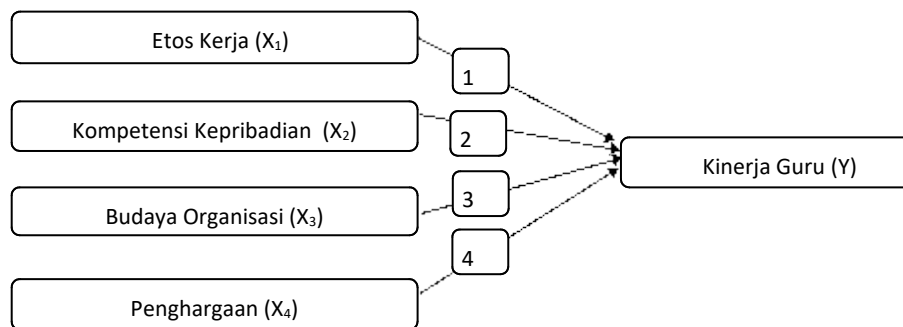 Etos Kerja (X₁)
1
Kompetensi Kepribadian (X₂)
2
Kinerja Guru (Y)
3
Budaya Organisasi (X₃)
4
Penghargaan (X₄)